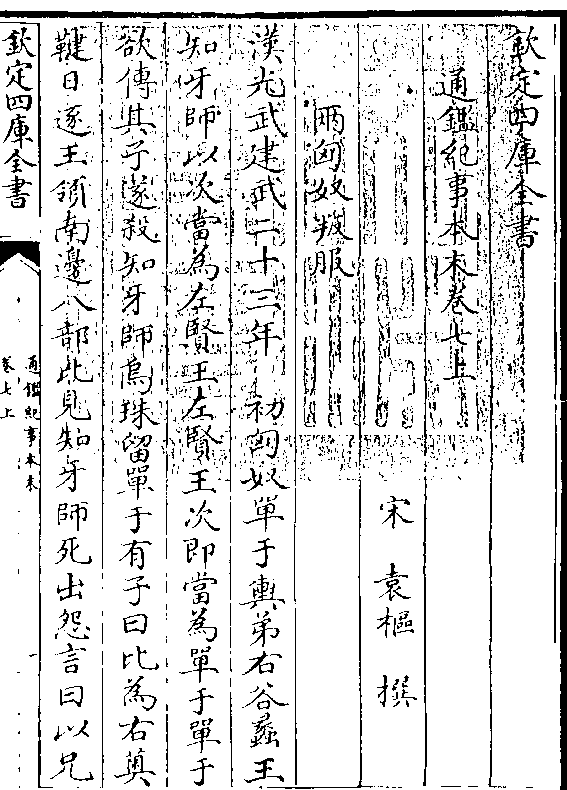 欽定四庫全書
通鑑紀事本末卷七上
宋 袁樞 撰
兩匈奴叛服
漢光武建武二十三年 初匈奴單于輿弟右谷蠡王
知牙師以次當為左賢王左賢王次即當為單于單于
欲傳其子遂殺知牙師烏珠留單于有子曰比為右薁
鞬日逐王領南邊八部比見知牙師死出怨言曰以兄
欽定四庫全書
通鑑紀事本末
卷七上
一